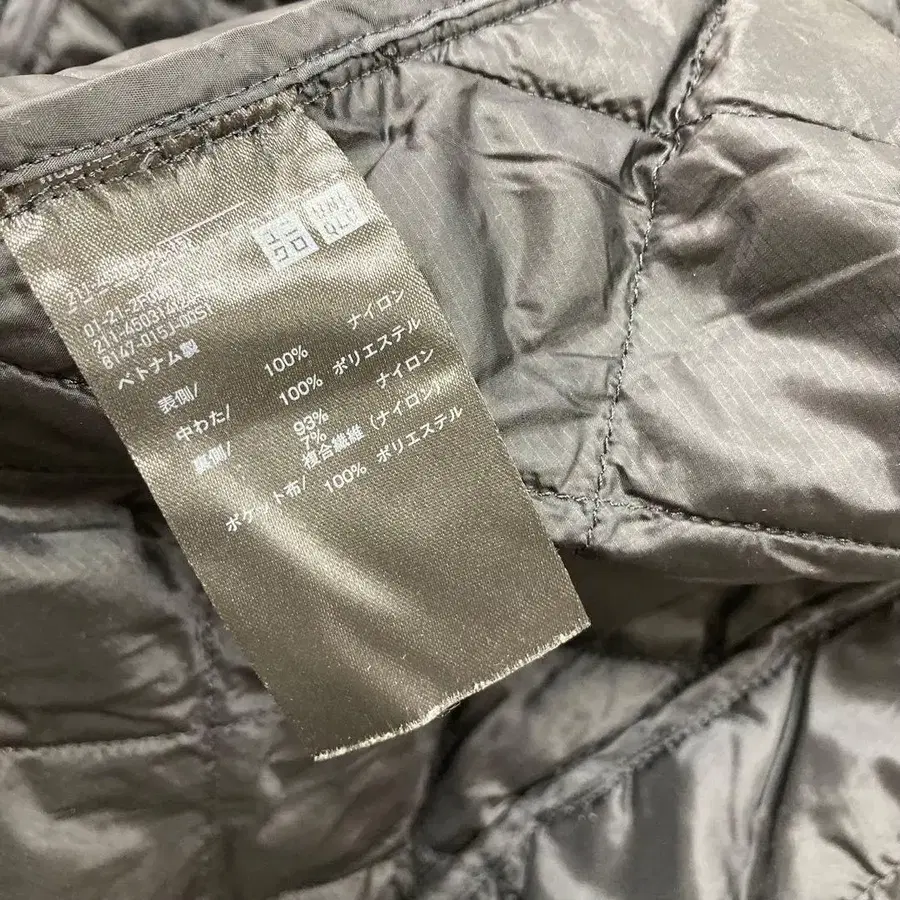 ユニ
クロ
UNI
QLO
ベトナム製
表側/ 100% ナイロン
中わた/ 100% ポリエステル
裏側/ 93% ナイロン
7% 複合繊維(ナイロン)
ポケット布/ 100% ポリエステル